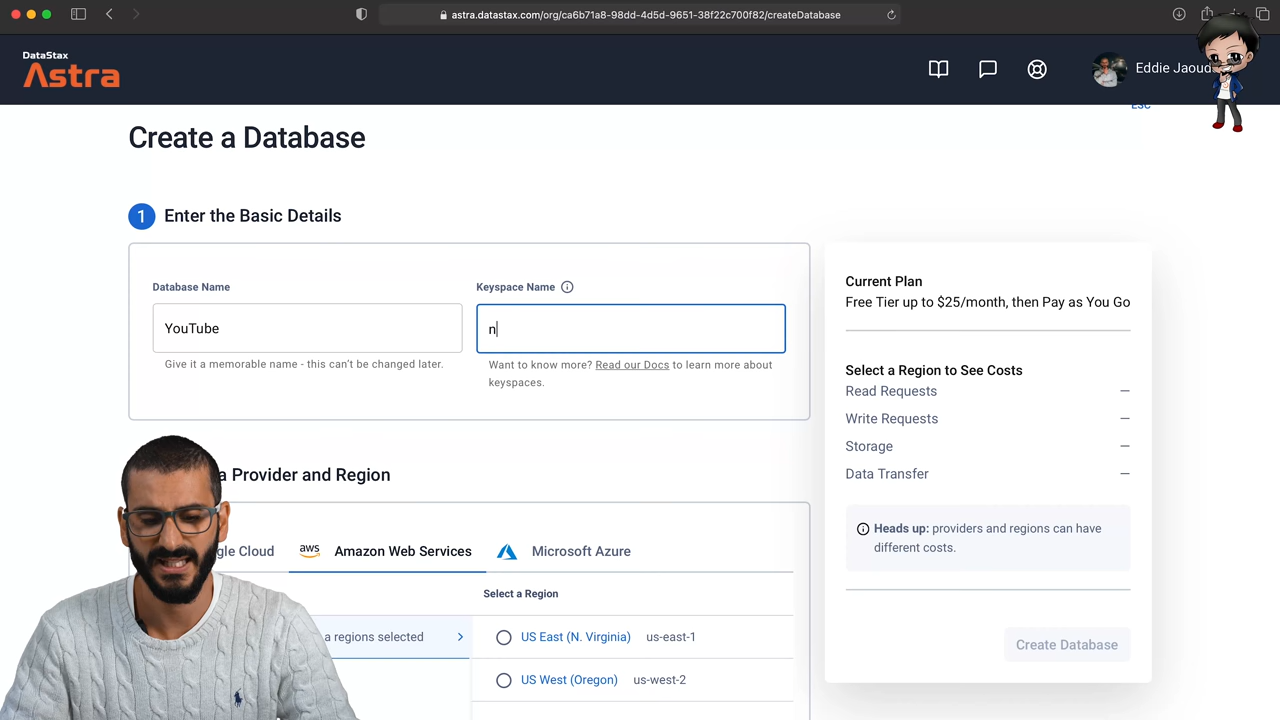 astra.datastax.com/org/ca6b71a8-98dd-4d5d-9651-38f22c700f82/createDatabase
DataStax
Astra
Eddie Jaoud
ESC
Create a Database
1 Enter the Basic Details
Database Name
Keyspace Name
YouTube
n
Give it a memorable name - this can't be changed later.
Want to know more? Read our Docs to learn more about
keyspaces.
Current Plan
Free Tier up to $25/month, then Pay as You Go
Select a Region to See Costs
Read Requests –
Write Requests –
Storage –
Data Transfer –
Heads up: providers and regions can have
different costs.
Create Database
a Provider and Region
gle Cloud
aws Amazon Web Services
Microsoft Azure
Select a Region
a regions selected
US East (N. Virginia) us-east-1
US West (Oregon) us-west-2